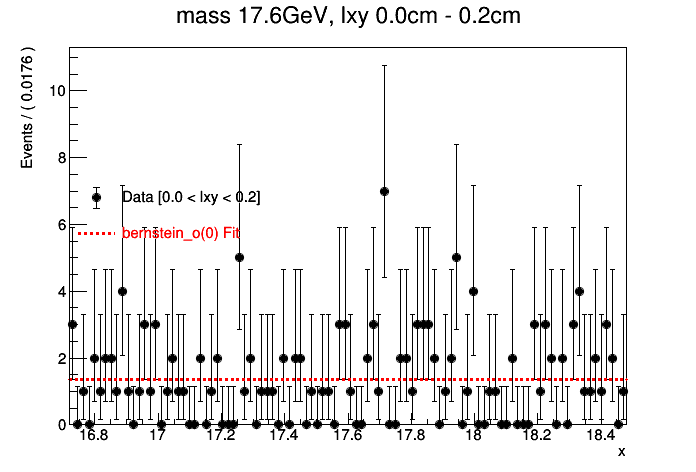 mass 17.6GeV, lxy 0.0cm - 0.2cm
Events / ( 0.0176 )
10
8
Data [0.0 < lxy < 0.2]
6
bernstein_o(0) Fit
4
2
0
16.8 17 17.2 17.4 17.6 17.8 18 18.2 18.4
x